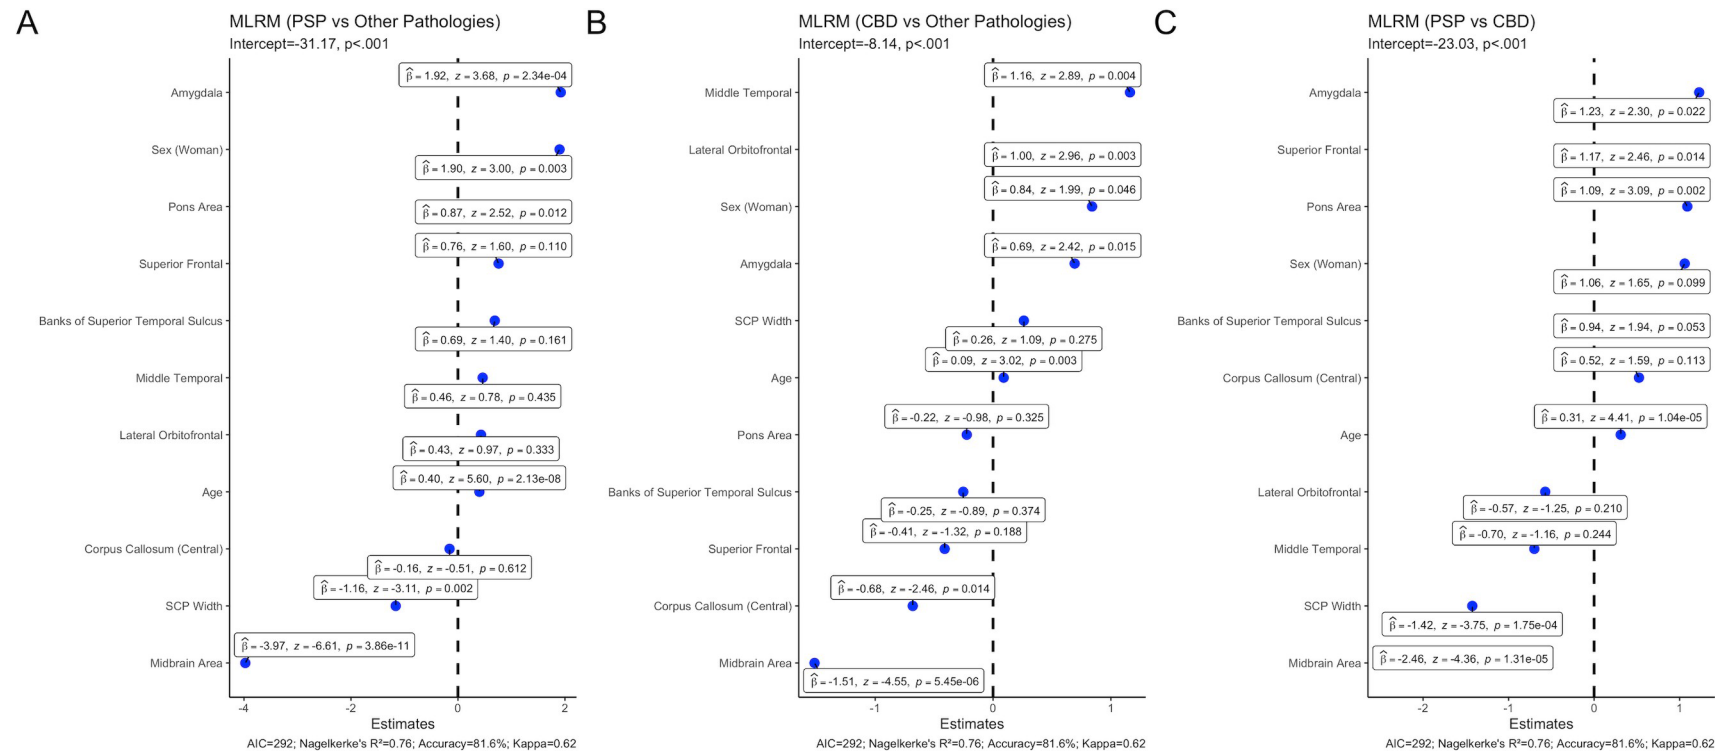 A
MLRM (PSP vs Other Pathologies)
Intercept=-31.17, p<.001
Amygdala
β̂ = 1.92, z = 3.68, p = 2.34e-04
Sex (Woman)
β̂ = 1.90, z = 3.00, p = 0.003
Pons Area
β̂ = 0.87, z = 2.52, p = 0.012
Superior Frontal
β̂ = 0.76, z = 1.60, p = 0.110
Banks of Superior Temporal Sulcus
β̂ = 0.69, z = 1.40, p = 0.161
Middle Temporal
β̂ = 0.46, z = 0.78, p = 0.435
Lateral Orbitofrontal
β̂ = 0.43, z = 0.97, p = 0.333
Age
β̂ = 0.40, z = 5.60, p = 2.13e-08
Corpus Callosum (Central)
β̂ = -0.16, z = -0.51, p = 0.612
SCP Width
β̂ = -1.16, z = -3.11, p = 0.002
Midbrain Area
β̂ = -3.97, z = -6.61, p = 3.86e-11
-4 -2 0 2
Estimates
AIC=292; Nagelkerke's R²=0.76; Accuracy=81.6%; Kappa=0.62
B
MLRM (CBD vs Other Pathologies)
Intercept=-8.14, p<.001
Middle Temporal
β̂ = 1.16, z = 2.89, p = 0.004
Lateral Orbitofrontal
β̂ = 1.00, z = 2.96, p = 0.003
Sex (Woman)
β̂ = 0.84, z = 1.99, p = 0.046
Amygdala
β̂ = 0.69, z = 2.42, p = 0.015
SCP Width
β̂ = 0.26, z = 1.09, p = 0.275
Age
β̂ = 0.09, z = 3.02, p = 0.003
Pons Area
β̂ = -0.22, z = -0.98, p = 0.325
Banks of Superior Temporal Sulcus
β̂ = -0.25, z = -0.89, p = 0.374
Superior Frontal
β̂ = -0.41, z = -1.32, p = 0.188
Corpus Callosum (Central)
β̂ = -0.68, z = -2.46, p = 0.014
Midbrain Area
β̂ = -1.51, z = -4.55, p = 5.45e-06
-1 0 1
Estimates
AIC=292; Nagelkerke's R²=0.76; Accuracy=81.6%; Kappa=0.62
C
MLRM (PSP vs CBD)
Intercept=-23.03, p<.001
Amygdala
β̂ = 1.23, z = 2.30, p = 0.022
Superior Frontal
β̂ = 1.17, z = 2.46, p = 0.014
Pons Area
β̂ = 1.09, z = 3.09, p = 0.002
Sex (Woman)
β̂ = 1.06, z = 1.65, p = 0.099
Banks of Superior Temporal Sulcus
β̂ = 0.94, z = 1.94, p = 0.053
Corpus Callosum (Central)
β̂ = 0.52, z = 1.59, p = 0.113
Age
β̂ = 0.31, z = 4.41, p = 1.04e-05
Lateral Orbitofrontal
β̂ = -0.57, z = -1.25, p = 0.210
Middle Temporal
β̂ = -0.70, z = -1.16, p = 0.244
SCP Width
β̂ = -1.42, z = -3.75, p = 1.75e-04
Midbrain Area
β̂ = -2.46, z = -4.36, p = 1.31e-05
-2 -1 0 1
Estimates
AIC=292; Nagelkerke's R²=0.76; Accuracy=81.6%; Kappa=0.62